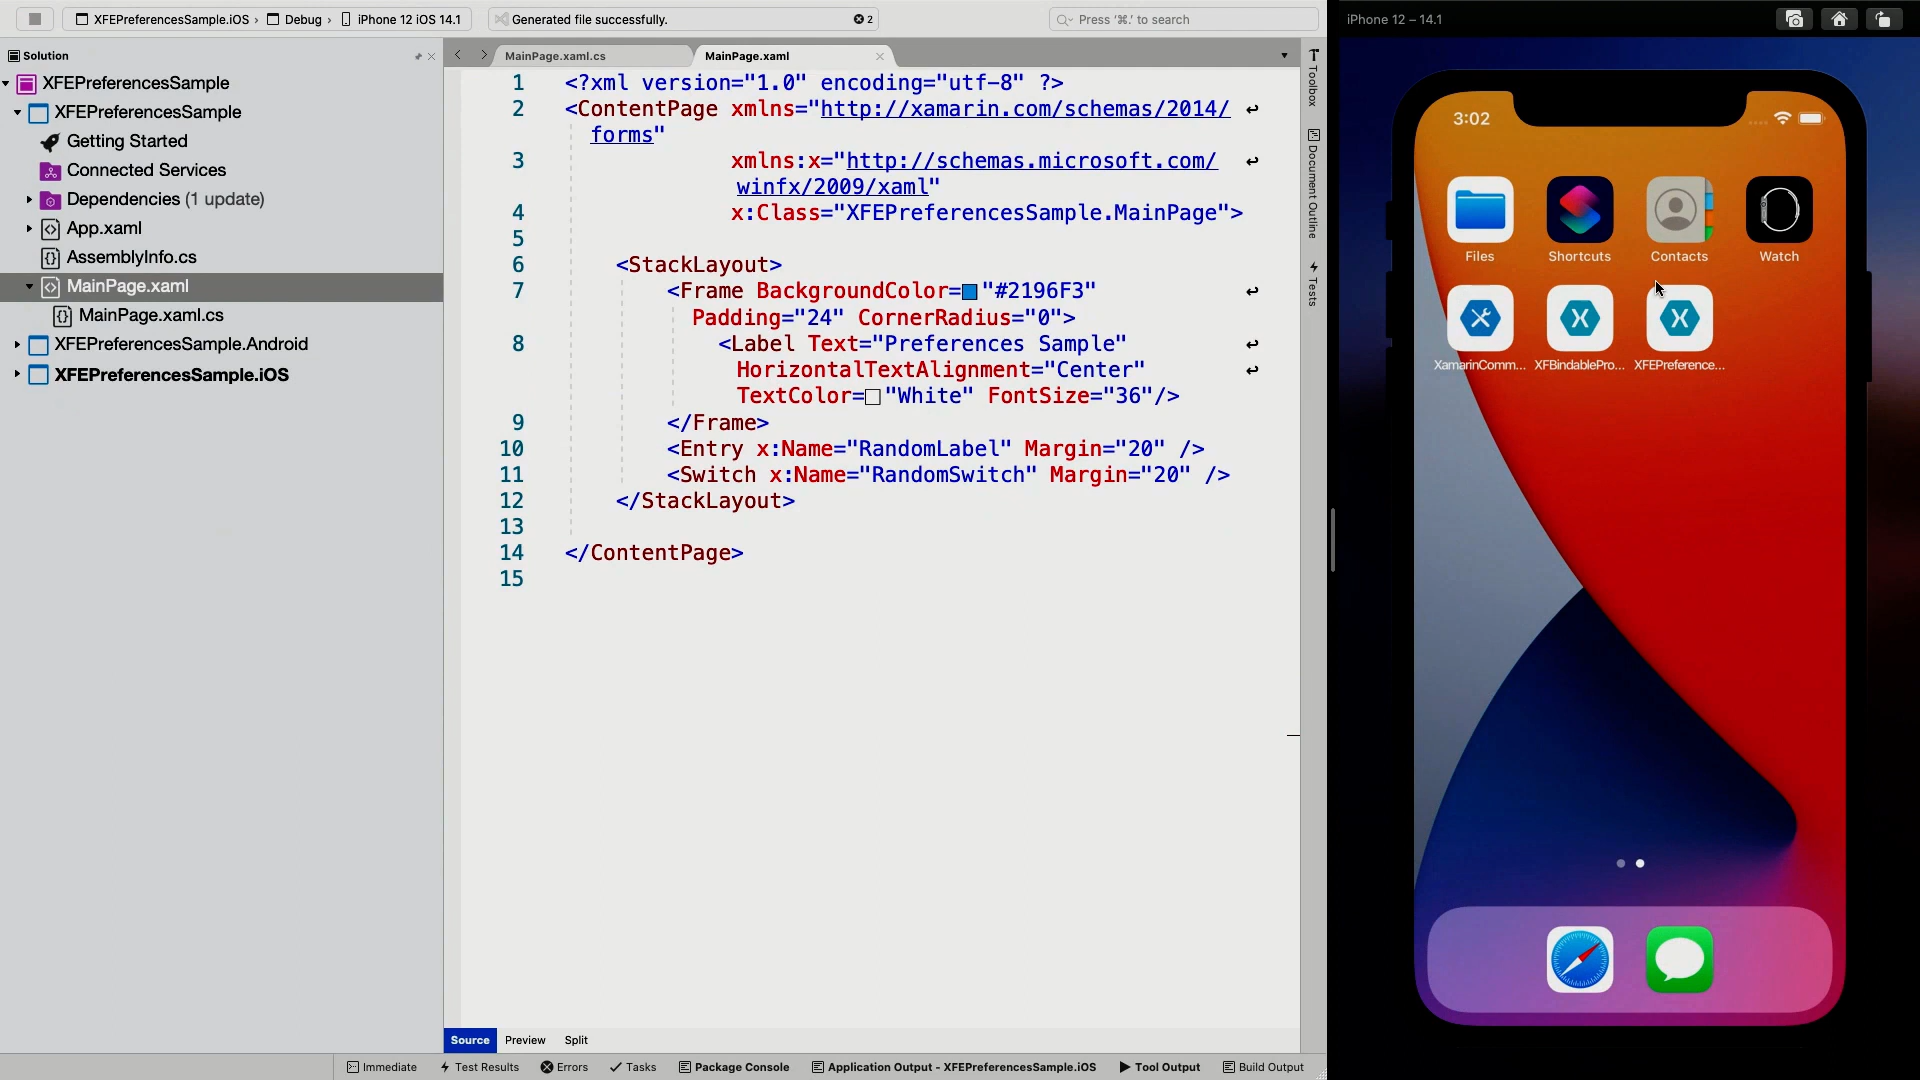 XFEPreferencesSample.iOS › Debug › iPhone 12 iOS 14.1
Generated file successfully.
2
Press '⌘.' to search
Solution
XFEPreferencesSample
XFEPreferencesSample
Getting Started
Connected Services
Dependencies (1 update)
App.xaml
AssemblyInfo.cs
MainPage.xaml
MainPage.xaml.cs
XFEPreferencesSample.Android
XFEPreferencesSample.iOS
MainPage.xaml.cs
MainPage.xaml
1 <?xml version="1.0" encoding="utf-8" ?>
2 <ContentPage xmlns="http://xamarin.com/schemas/2014/
forms"
3 xmlns:x="http://schemas.microsoft.com/
winfx/2009/xaml"
4 x:Class="XFEPreferencesSample.MainPage">
5
6 <StackLayout>
7 <Frame BackgroundColor="#2196F3"
Padding="24" CornerRadius="0">
8 <Label Text="Preferences Sample"
HorizontalTextAlignment="Center"
TextColor="White" FontSize="36"/>
9 </Frame>
10 <Entry x:Name="RandomLabel" Margin="20" />
11 <Switch x:Name="RandomSwitch" Margin="20" />
12 </StackLayout>
13
14 </ContentPage>
15
Source Preview Split
Toolbox
Document Outline
Tests
Immediate
Test Results
Errors
Tasks
Package Console
Application Output - XFEPreferencesSample.iOS
Tool Output
Build Output
iPhone 12 – 14.1
3:02
Files Shortcuts Contacts Watch
XamarinComm... XFBindablePro... XFEPreference...